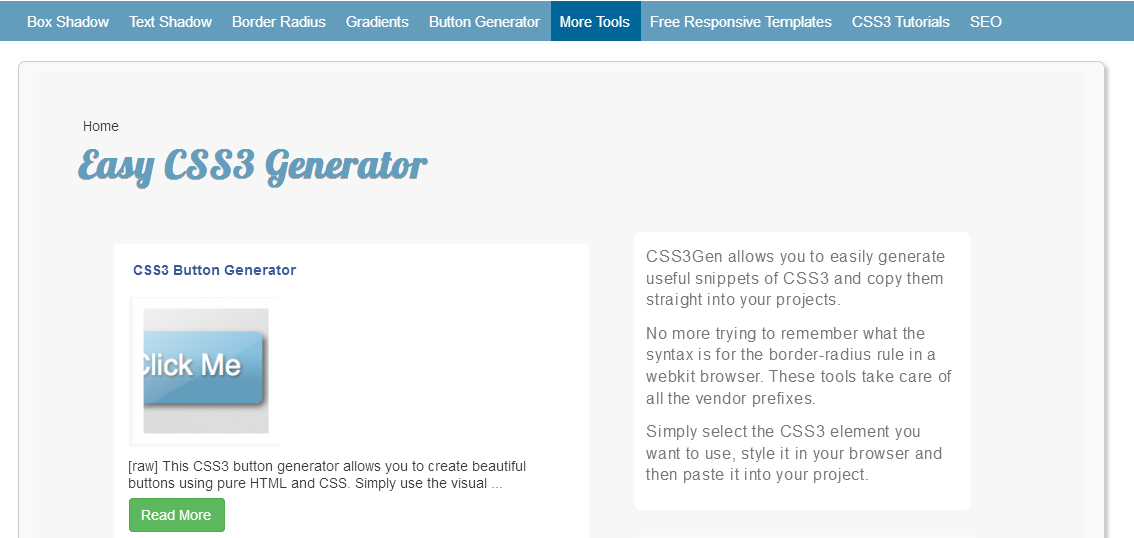 Box Shadow Text Shadow Border Radius Gradients Button Generator More Tools Free Responsive Templates CSS3 Tutorials SEO
Home
Easy CSS3 Generator
CSS3 Button Generator
Click Me
[raw] This CSS3 button generator allows you to create beautiful
buttons using pure HTML and CSS. Simply use the visual ...
Read More
CSS3Gen allows you to easily generate
useful snippets of CSS3 and copy them
straight into your projects.
No more trying to remember what the
syntax is for the border-radius rule in a
webkit browser. These tools take care of
all the vendor prefixes.
Simply select the CSS3 element you
want to use, style it in your browser and
then paste it into your project.